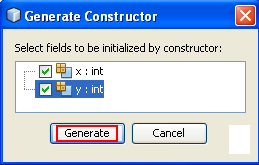 Generate Constructor
Select fields to be initialized by constructor:
x : int
y : int
Generate Cancel